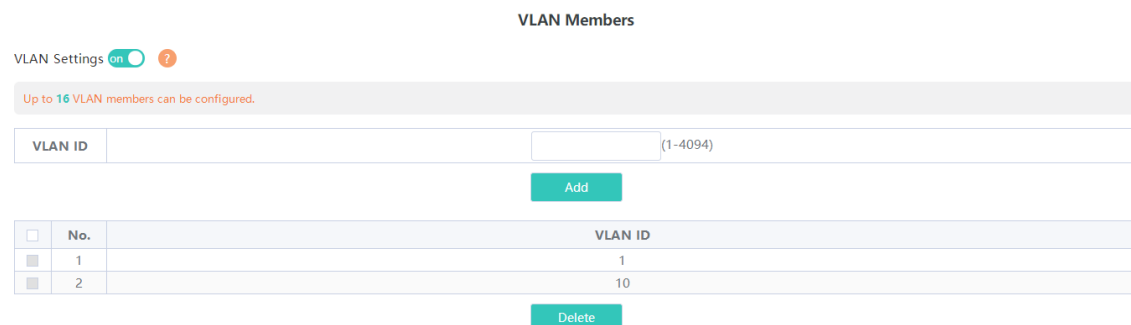 VLAN Members
VLAN Settings on ?
Up to 16 VLAN members can be configured.
VLAN ID (1-4094)
Add
No. VLAN ID
1 1
2 10
Delete